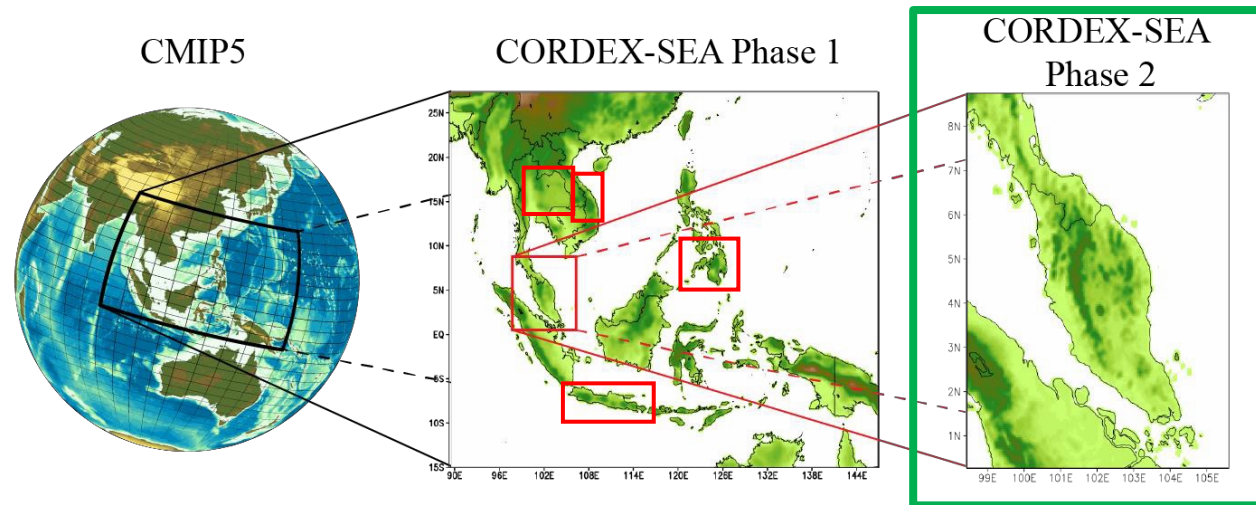 CMIP5
CORDEX-SEA Phase 1
CORDEX-SEA
Phase 2
25N
20N
15N
10N
5N
EQ
5S
10S
15S
90E 96E 102E 108E 114E 120E 126E 132E 138E 144E
8N
7N
6N
5N
4N
3N
2N
1N
99E 100E 101E 102E 103E 104E 105E